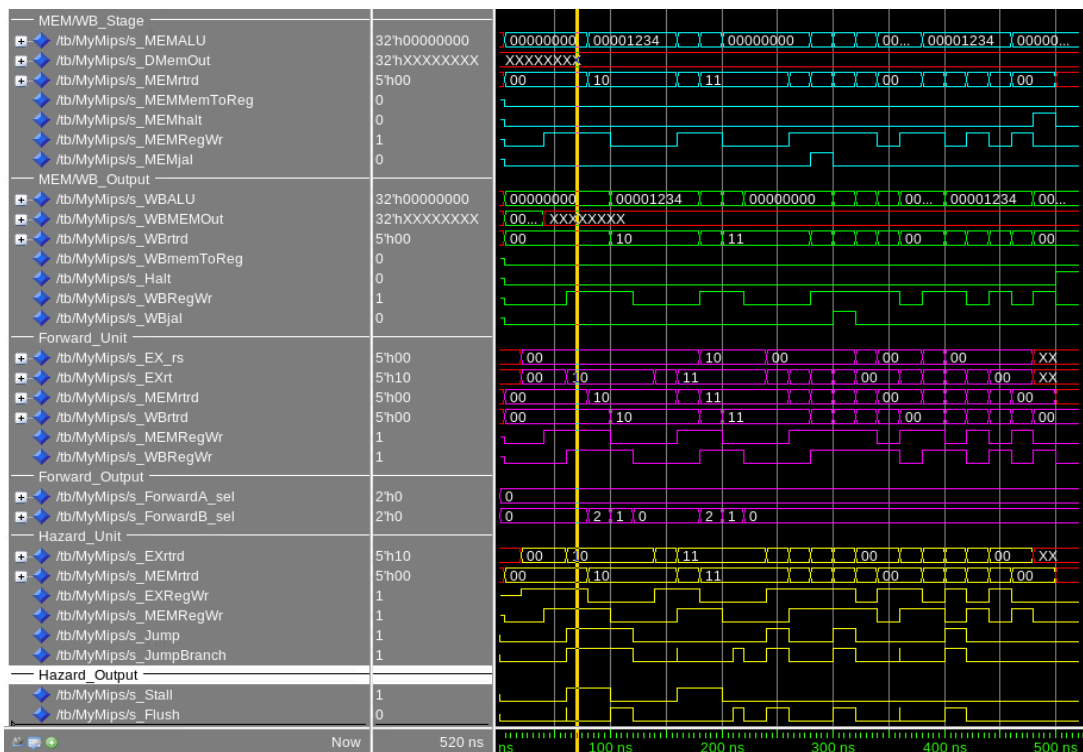 MEM/WB_Stage
/tb/MyMips/s_MEMALU 32'h00000000 00000000 00001234 00000000 00... 00001234 00000...
/tb/MyMips/s_DMemOut 32'hXXXXXXXX XXXXXXXX
/tb/MyMips/s_MEMrtrd 5'h00 00 10 11 00 00
/tb/MyMips/s_MEMMemToReg 0
/tb/MyMips/s_MEMhalt 0
/tb/MyMips/s_MEMRegWr 1
/tb/MyMips/s_MEMjal 0
MEM/WB_Output
/tb/MyMips/s_WBALU 32'h00000000 00000000 00001234 00000000 00... 00001234 00...
/tb/MyMips/s_WBMEMOut 32'hXXXXXXXX 00... XXXXXXXX
/tb/MyMips/s_WBrtrd 5'h00 00 10 11 00 00
/tb/MyMips/s_WBmemToReg 0
/tb/MyMips/s_Halt 0
/tb/MyMips/s_WBRegWr 1
/tb/MyMips/s_WBjal 0
Forward_Unit
/tb/MyMips/s_EX_rs 5'h00 00 10 00 00 00 XX
/tb/MyMips/s_EXrt 5'h10 00 10 11 00 00 XX
/tb/MyMips/s_MEMrtrd 5'h00 00 10 11 00 00
/tb/MyMips/s_WBrtrd 5'h00 00 10 11 00 00
/tb/MyMips/s_MEMRegWr 1
/tb/MyMips/s_WBRegWr 1
Forward_Output
/tb/MyMips/s_ForwardA_sel 2'h0 0
/tb/MyMips/s_ForwardB_sel 2'h0 0 2 1 0 2 1 0
Hazard_Unit
/tb/MyMips/s_EXrtrd 5'h10 00 10 11 00 00 XX
/tb/MyMips/s_MEMrtrd 5'h00 00 10 11 00 00
/tb/MyMips/s_EXRegWr 1
/tb/MyMips/s_MEMRegWr 1
/tb/MyMips/s_Jump 1
/tb/MyMips/s_JumpBranch 1
Hazard_Output
/tb/MyMips/s_Stall 1
/tb/MyMips/s_Flush 0
Now 520 ns ns 100 ns 200 ns 300 ns 400 ns 500 ns